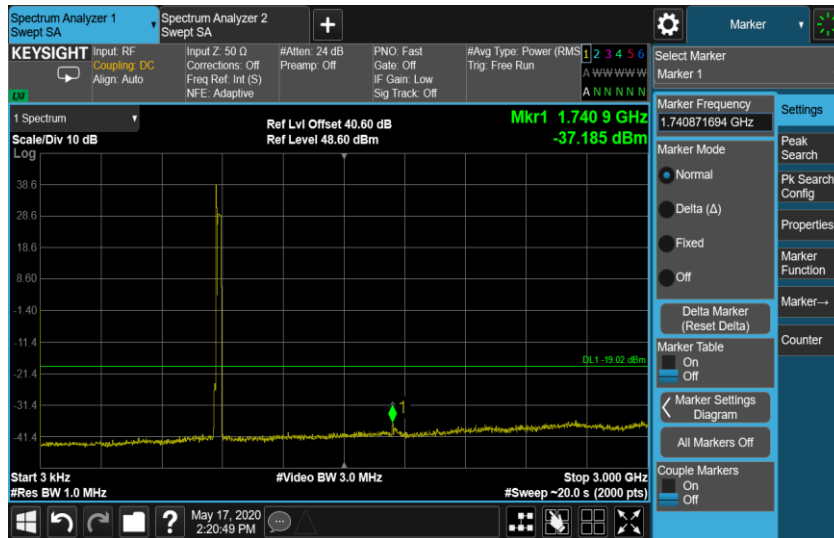 Spectrum Analyzer 1
Swept SA
Spectrum Analyzer 2
Swept SA
Marker
KEYSIGHT
Input: RF
Coupling: DC
Align: Auto
Input Z: 50 Ω
Corrections: Off
Freq Ref: Int (S)
NFE: Adaptive
#Atten: 24 dB
Preamp: Off
PNO: Fast
Gate: Off
IF Gain: Low
Sig Track: Off
#Avg Type: Power (RMS
Trig: Free Run
1 2 3 4 5 6
A W W W W W
A N N N N N
LXI
Select Marker
Marker 1
1 Spectrum
Scale/Div 10 dB
Log
Ref Lvl Offset 40.60 dB
Ref Level 48.60 dBm
Mkr1 1.740 9 GHz
-37.185 dBm
38.6
28.6
18.6
8.60
-1.40
-11.4
-21.4
-31.4
-41.4
DL1 -19.02 dBm
1
Start 3 kHz
#Res BW 1.0 MHz
#Video BW 3.0 MHz
Stop 3.000 GHz
#Sweep ~20.0 s (2000 pts)
Marker Frequency
1.740871694 GHz
Marker Mode
Normal
Delta (Δ)
Fixed
Off
Delta Marker
(Reset Delta)
Marker Table
On
Off
Marker Settings
Diagram
All Markers Off
Couple Markers
On
Off
Settings
Peak
Search
Pk Search
Config
Properties
Marker
Function
Marker→
Counter
?
May 17, 2020
2:20:49 PM